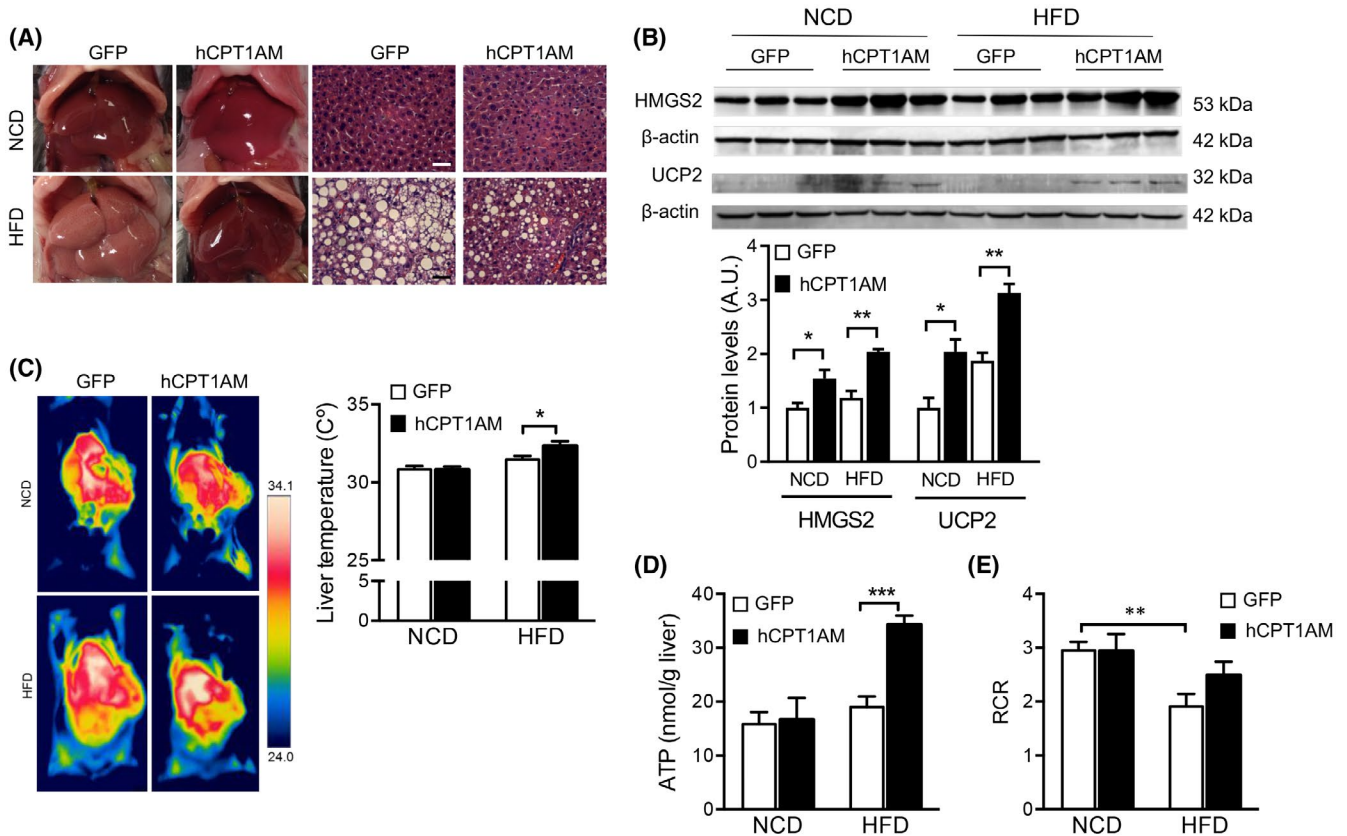 (A)
GFP hCPT1AM GFP hCPT1AM
NCD
HFD
(B)
NCD HFD
GFP hCPT1AM GFP hCPT1AM
HMGS2 53 kDa
β-actin 42 kDa
UCP2 32 kDa
β-actin 42 kDa
Protein levels (A.U.)
4
3
2
1
0
GFP
hCPT1AM
* ** * **
NCD HFD NCD HFD
HMGS2 UCP2
(C)
GFP hCPT1AM
NCD
HFD
34.1
24.0
Liver temperature (Cº)
35
30
25
5
0
GFP
hCPT1AM
*
NCD HFD
(D)
ATP (nmol/g liver)
40
30
20
10
0
GFP
hCPT1AM
***
NCD HFD
(E)
RCR
4
3
2
1
0
GFP
hCPT1AM
**
NCD HFD